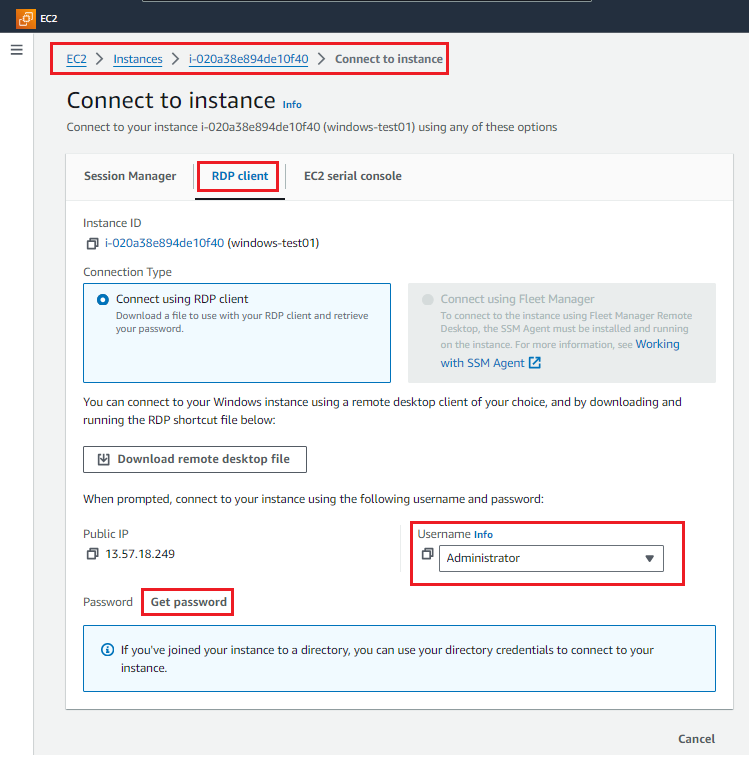 EC2
EC2 > Instances > i-020a38e894de10f40 > Connect to instance
Connect to instance Info
Connect to your instance i-020a38e894de10f40 (windows-test01) using any of these options
Session Manager RDP client EC2 serial console
Instance ID
i-020a38e894de10f40 (windows-test01)
Connection Type
Connect using RDP client
Download a file to use with your RDP client and retrieve
your password.
Connect using Fleet Manager
To connect to the instance using Fleet Manager Remote
Desktop, the SSM Agent must be installed and running
on the instance. For more information, see Working
with SSM Agent
You can connect to your Windows instance using a remote desktop client of your choice, and by downloading and
running the RDP shortcut file below:
Download remote desktop file
When prompted, connect to your instance using the following username and password:
Public IP
13.57.18.249
Username Info
Administrator
Password Get password
If you've joined your instance to a directory, you can use your directory credentials to connect to your
instance.
Cancel